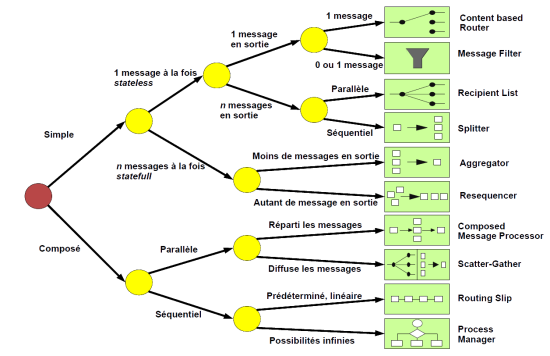 1 message
Content based
Router
1 message
en sortie
0 ou 1 message
Message Filter
1 message à la fois
stateless
Parallèle
Recipient List
n messages
en sortie
Séquentiel
Splitter
Simple
Moins de messages en sortie
Aggregator
n messages à la fois
statefull
Autant de message en sortie
Resequencer
Réparti les messages
Composed
Message Processor
Composé
Parallèle
Diffuse les messages
Scatter-Gather
Prédéterminé, linéaire
Routing Slip
Séquentiel
Possibilités infinies
Process
Manager